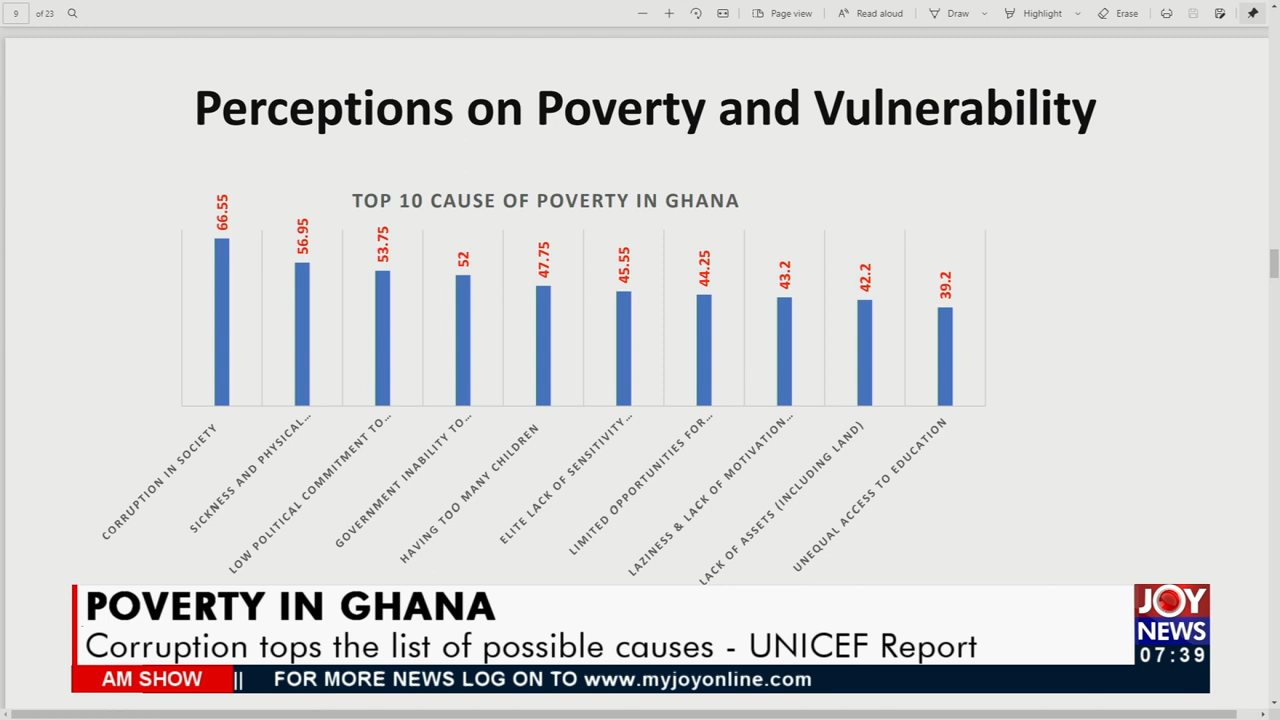 9 of 23
Page view
Read aloud
Draw
Highlight
Erase
Perceptions on Poverty and Vulnerability
TOP 10 CAUSE OF POVERTY IN GHANA
66.55
56.95
53.75
52
47.75
45.55
44.25
43.2
42.2
39.2
CORRUPTION IN SOCIETY
SICKNESS AND PHYSICAL…
LOW POLITICAL COMMITMENT TO…
GOVERNMENT INABILITY TO…
HAVING TOO MANY CHILDREN
ELITE LACK OF SENSITIVITY…
LIMITED OPPORTUNITIES FOR…
LAZINESS & LACK OF MOTIVATION…
LACK OF ASSETS (INCLUDING LAND)
UNEQUAL ACCESS TO EDUCATION
POVERTY IN GHANA
Corruption tops the list of possible causes - UNICEF Report
JOY
NEWS
07:39
AM SHOW || FOR MORE NEWS LOG ON TO www.myjoyonline.com